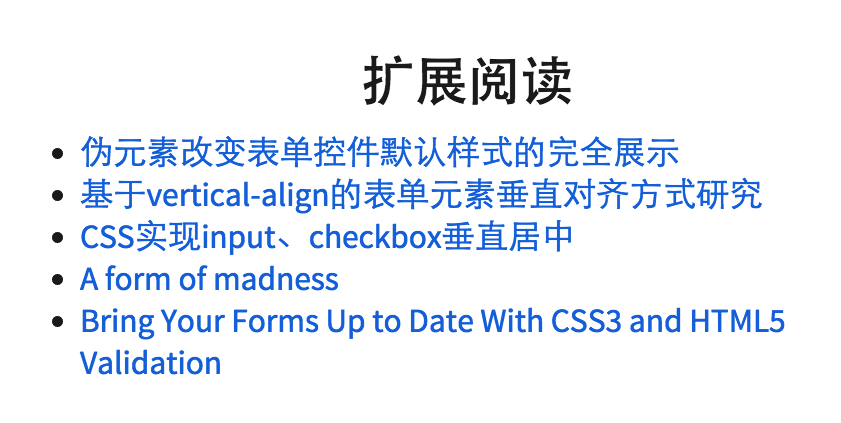 扩展阅读
伪元素改变表单控件默认样式的完全展示
基于vertical-align的表单元素垂直对齐方式研究
CSS实现input、checkbox垂直居中
A form of madness
Bring Your Forms Up to Date With CSS3 and HTML5
Validation